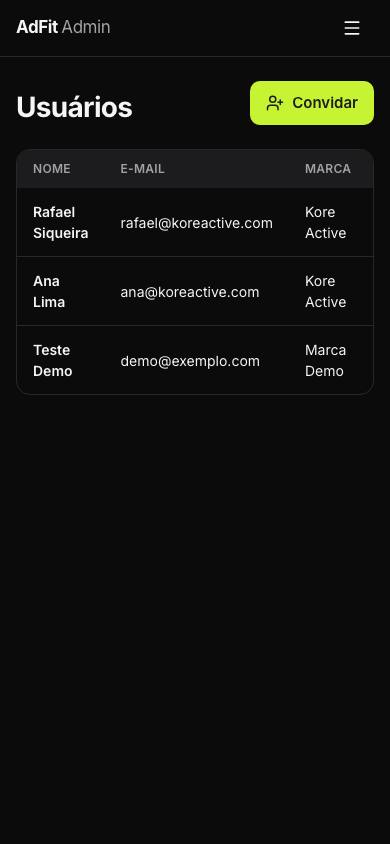 AdFit Admin
Usuários
Convidar
NOME E-MAIL MARCA
Rafael Siqueira rafael@koreactive.com Kore Active
Ana Lima ana@koreactive.com Kore Active
Teste Demo demo@exemplo.com Marca Demo